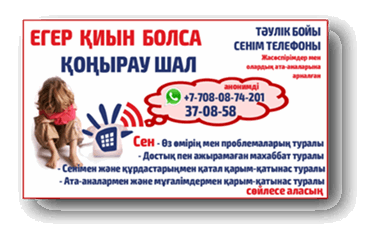 ЕГЕР ҚИЫН БОЛСА
ҚОҢЫРАУ ШАЛ
ТӘУЛІК БОЙЫ
СЕНІМ ТЕЛЕФОНЫ
Жасөспірімдер мен
олардың ата-аналарына
арналған
анонимді
+7-708-08-74-201
37-08-58
Сен - Өз өмірің мен проблемаларың туралы
- Достық пен ажырамаған махаббат туралы
- Сенімен және құрдастарыңмен қатал қарым-қатынас туралы
- Ата-аналармен және мұғалімдермен қарым-қатынас туралы
сөйлесе аласың